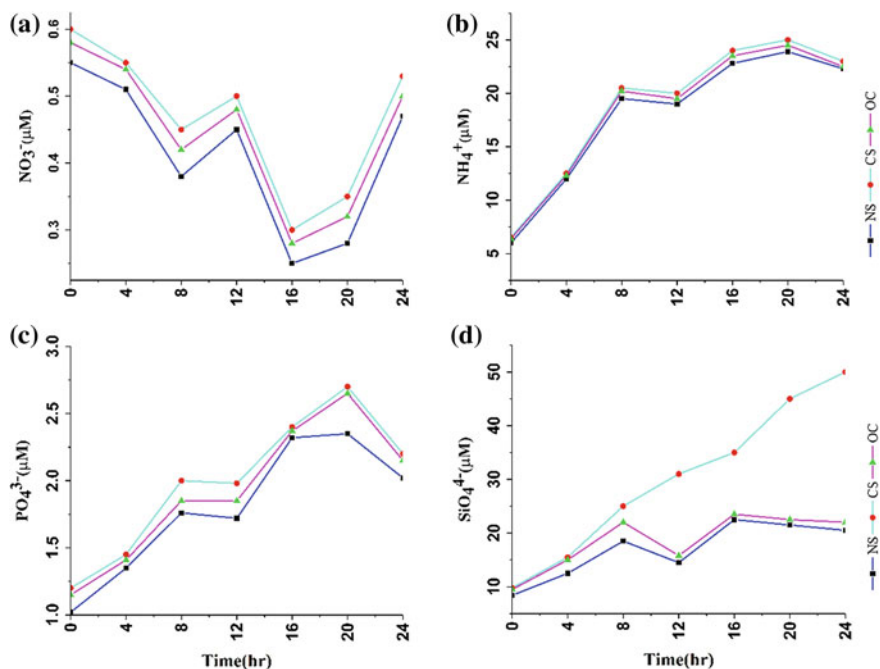 (a)
0.6
0.5
0.4
0.3
NO₃⁻(μM)
0 4 8 12 16 20 24
(b)
25
20
15
10
5
NH₄⁺(μM)
0 4 8 12 16 20 24
NS CS OC
(c)
3.0
2.5
2.0
1.5
1.0
PO₄³⁻(μM)
0 4 8 12 16 20 24
Time(hr)
(d)
50
40
30
20
10
SiO₄⁴⁻(μM)
0 4 8 12 16 20 24
Time(hr)
NS CS OC